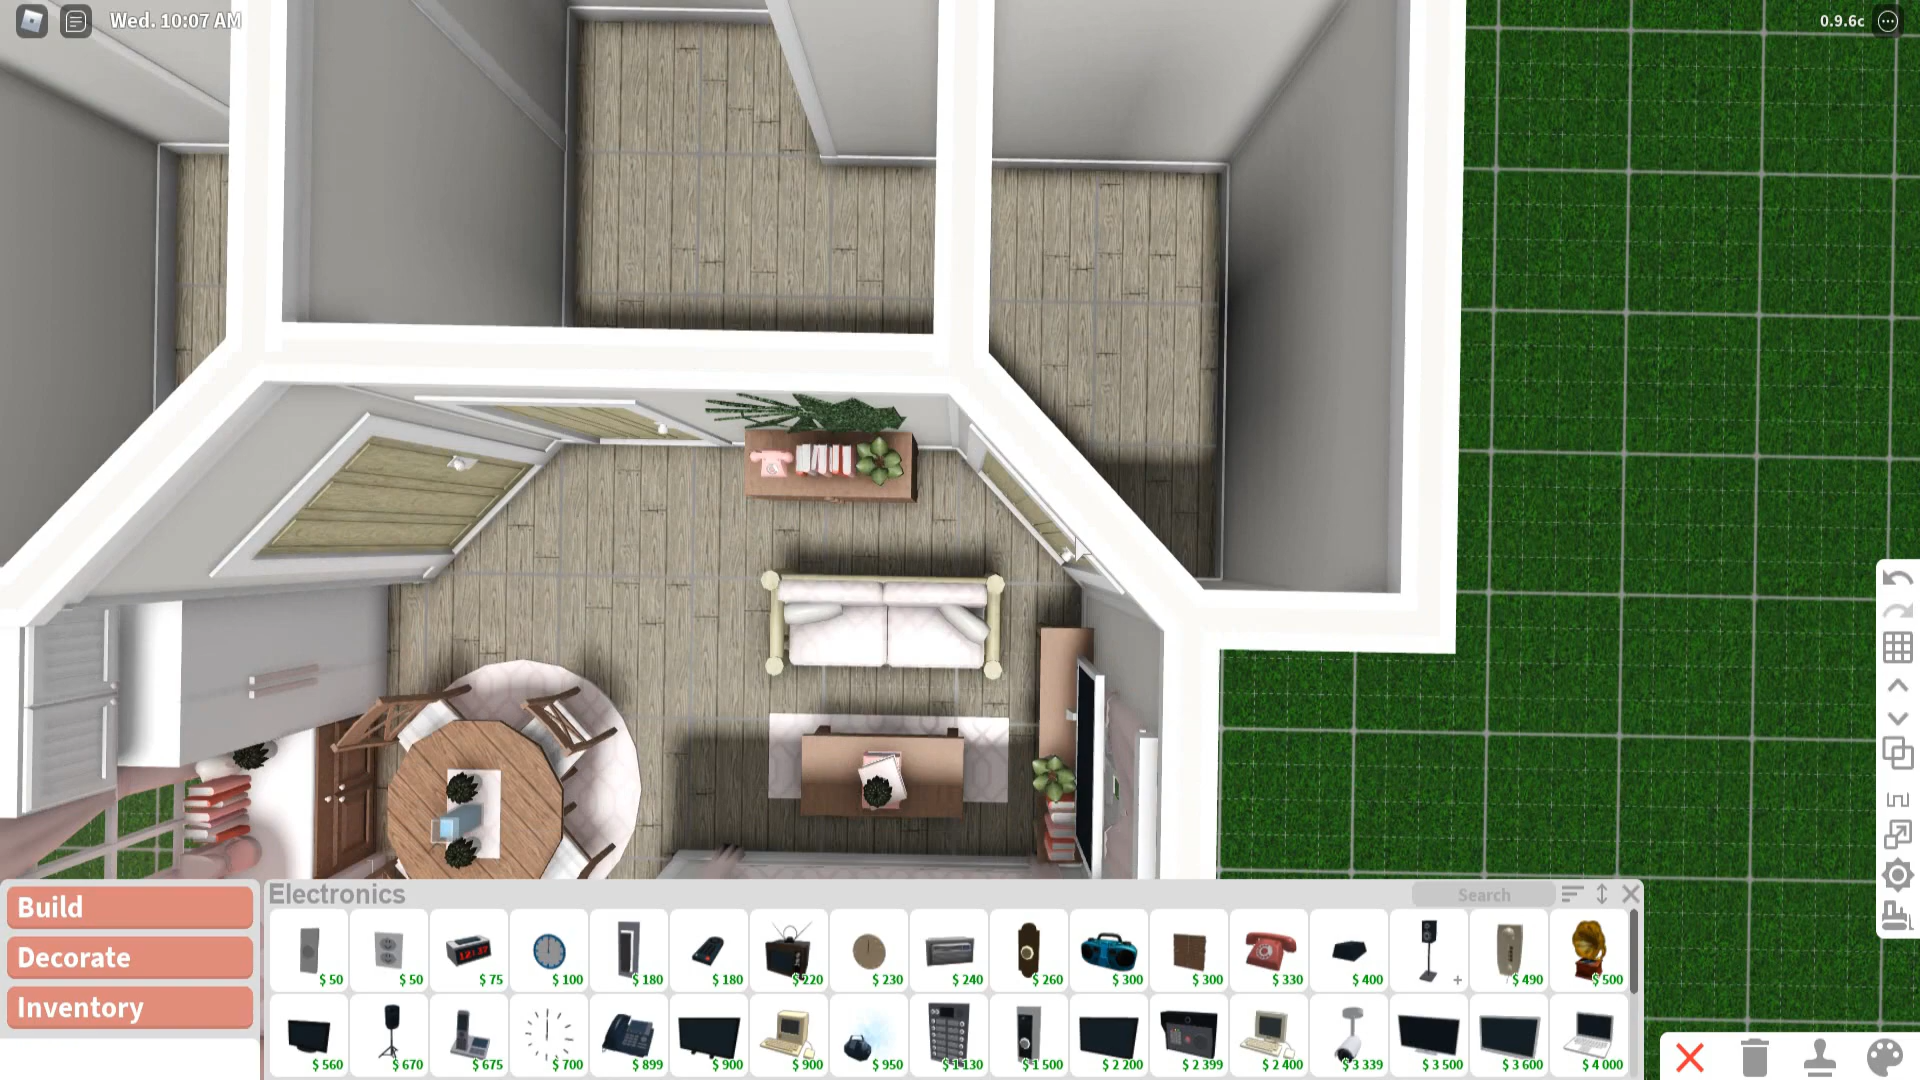 Wed. 10:07 AM
0.9.6c
Build
Decorate
Inventory
Electronics
Search
$ 50
$ 50
$ 75
$ 100
$ 180
$ 180
$ 220
$ 230
$ 240
$ 260
$ 300
$ 300
$ 330
$ 400
+
$ 490
$ 500
$ 560
$ 670
$ 675
$ 700
$ 899
$ 900
$ 900
$ 950
$ 1 130
$ 1 500
$ 2 200
$ 2 399
$ 2 400
$ 3 339
$ 3 500
$ 3 600
$ 4 000